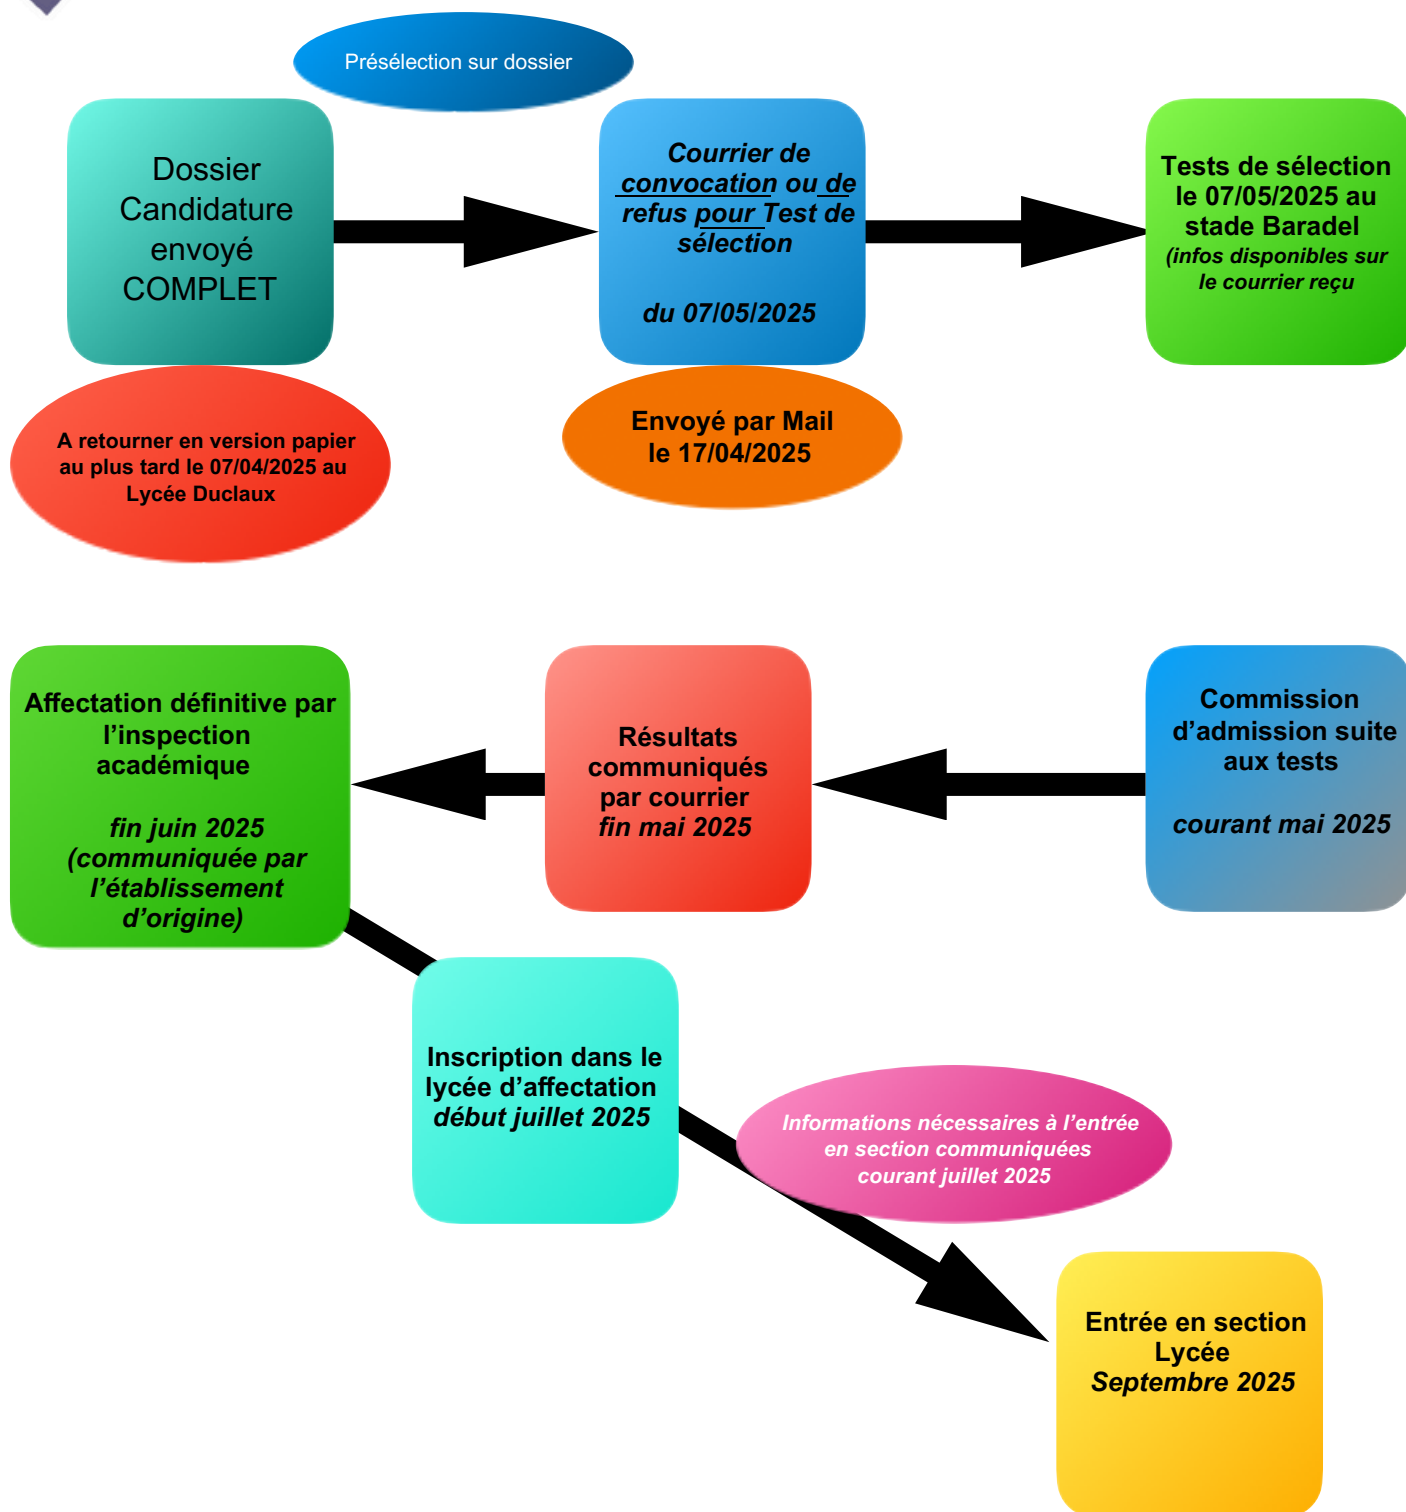 Présélection sur dossier
Dossier
Candidature
envoyé
COMPLET
Courrier de
convocation ou de
refus pour Test de
sélection
du 07/05/2025
Tests de sélection
le 07/05/2025 au
stade Baradel
(infos disponibles sur
le courrier reçu
A retourner en version papier
au plus tard le 07/04/2025 au
Lycée Duclaux
Envoyé par Mail
le 17/04/2025
Affectation définitive par
l’inspection
académique
fin juin 2025
(communiquée par
l’établissement
d’origine)
Résultats
communiqués
par courrier
fin mai 2025
Commission
d’admission suite
aux tests
courant mai 2025
Inscription dans le
lycée d’affectation
début juillet 2025
Informations nécessaires à l’entrée
en section communiquées
courant juillet 2025
Entrée en section
Lycée
Septembre 2025